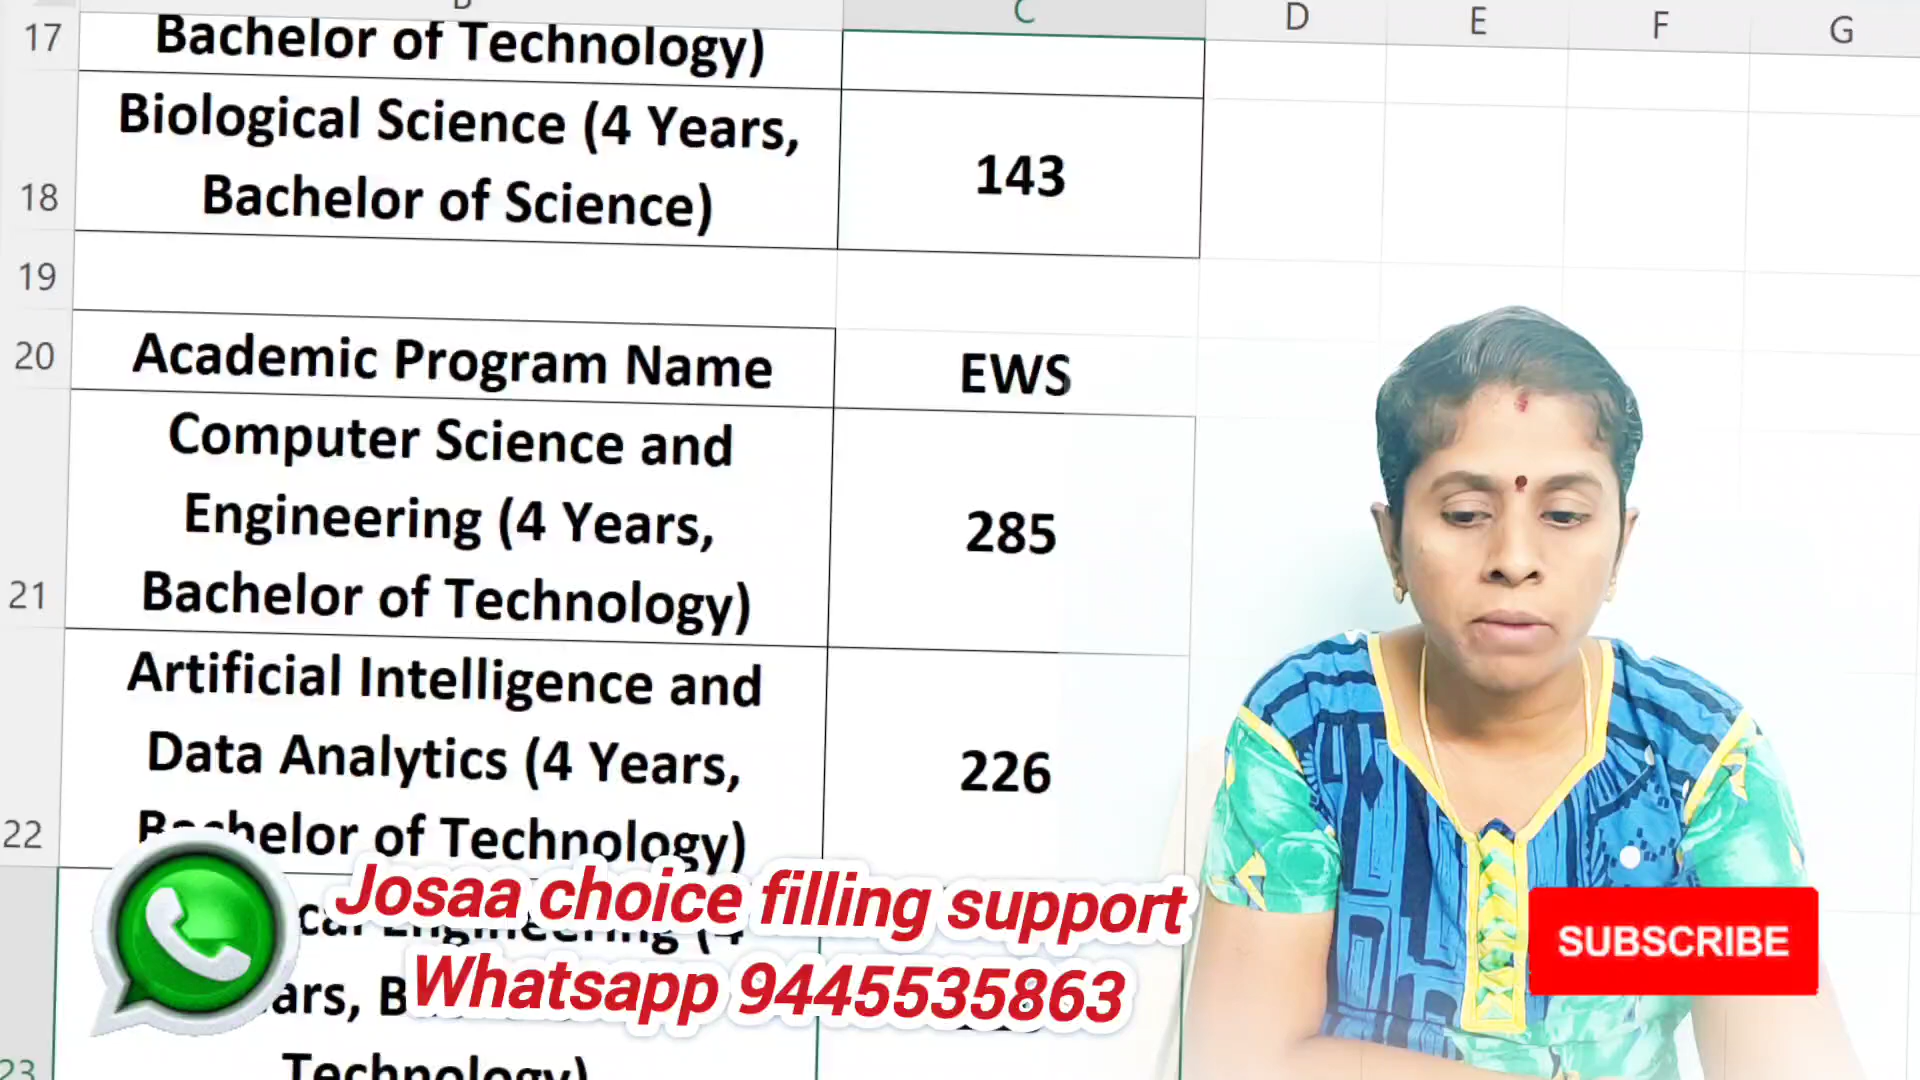 B C D E F G
17 Bachelor of Technology)
Biological Science (4 Years,
18 Bachelor of Science) 143
19
20 Academic Program Name EWS
Computer Science and
Engineering (4 Years, 285
21 Bachelor of Technology)
Artificial Intelligence and
Data Analytics (4 Years, 226
22 Bachelor of Technology)
Josaa choice filling support
Whatsapp 9445535863
Technology)
23
SUBSCRIBE